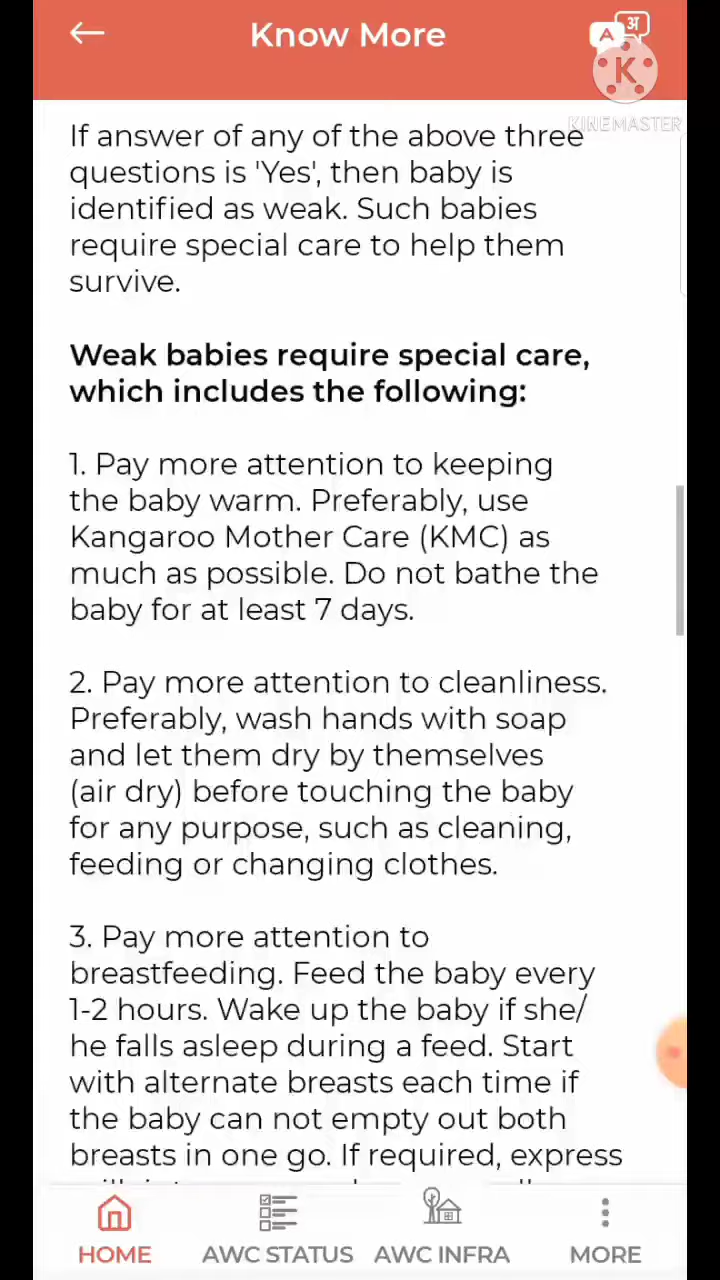 Know More
A अ
K
KINEMASTER
If answer of any of the above three
questions is 'Yes', then baby is
identified as weak. Such babies
require special care to help them
survive.
Weak babies require special care,
which includes the following:
1. Pay more attention to keeping
the baby warm. Preferably, use
Kangaroo Mother Care (KMC) as
much as possible. Do not bathe the
baby for at least 7 days.
2. Pay more attention to cleanliness.
Preferably, wash hands with soap
and let them dry by themselves
(air dry) before touching the baby
for any purpose, such as cleaning,
feeding or changing clothes.
3. Pay more attention to
breastfeeding. Feed the baby every
1-2 hours. Wake up the baby if she/
he falls asleep during a feed. Start
with alternate breasts each time if
the baby can not empty out both
breasts in one go. If required, express
HOME AWC STATUS AWC INFRA MORE